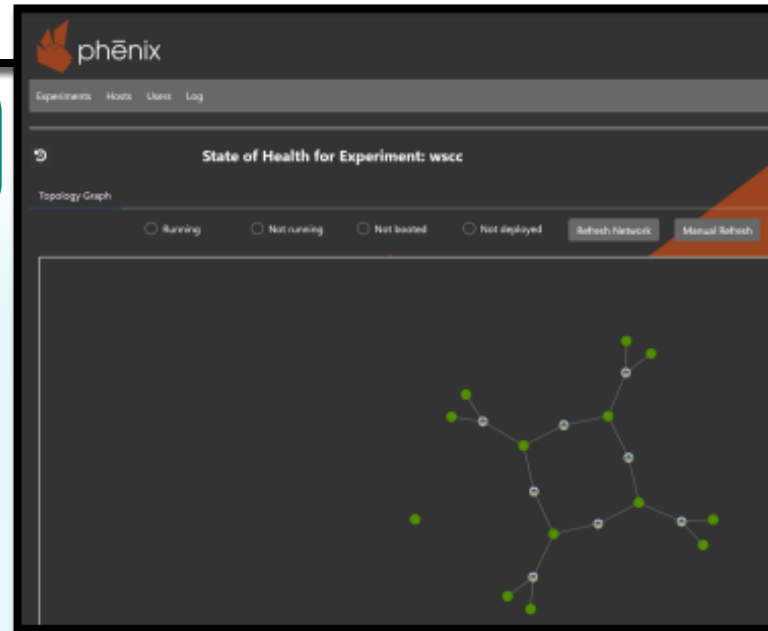 phēnix
Experiments Hosts Users Log
State of Health for Experiment: wscc
Topology Graph
Running Not running Not booted Not deployed Refresh Network Manual Refresh